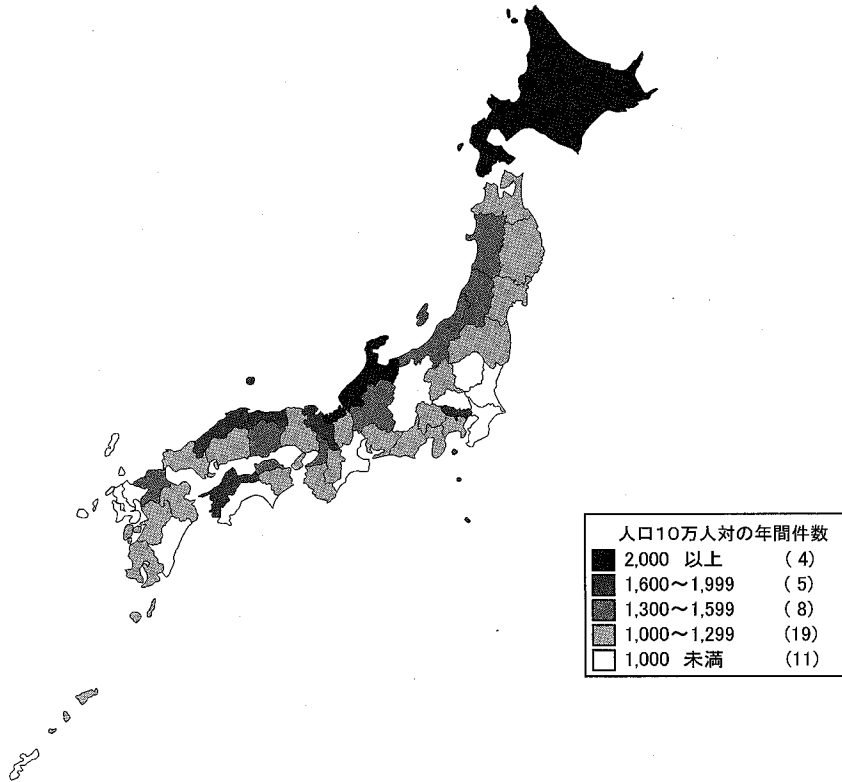 人口10万人対の年間件数
2,000 以上 ( 4)
1,600～1,999 ( 5)
1,300～1,599 ( 8)
1,000～1,299 (19)
1,000 未満 (11)